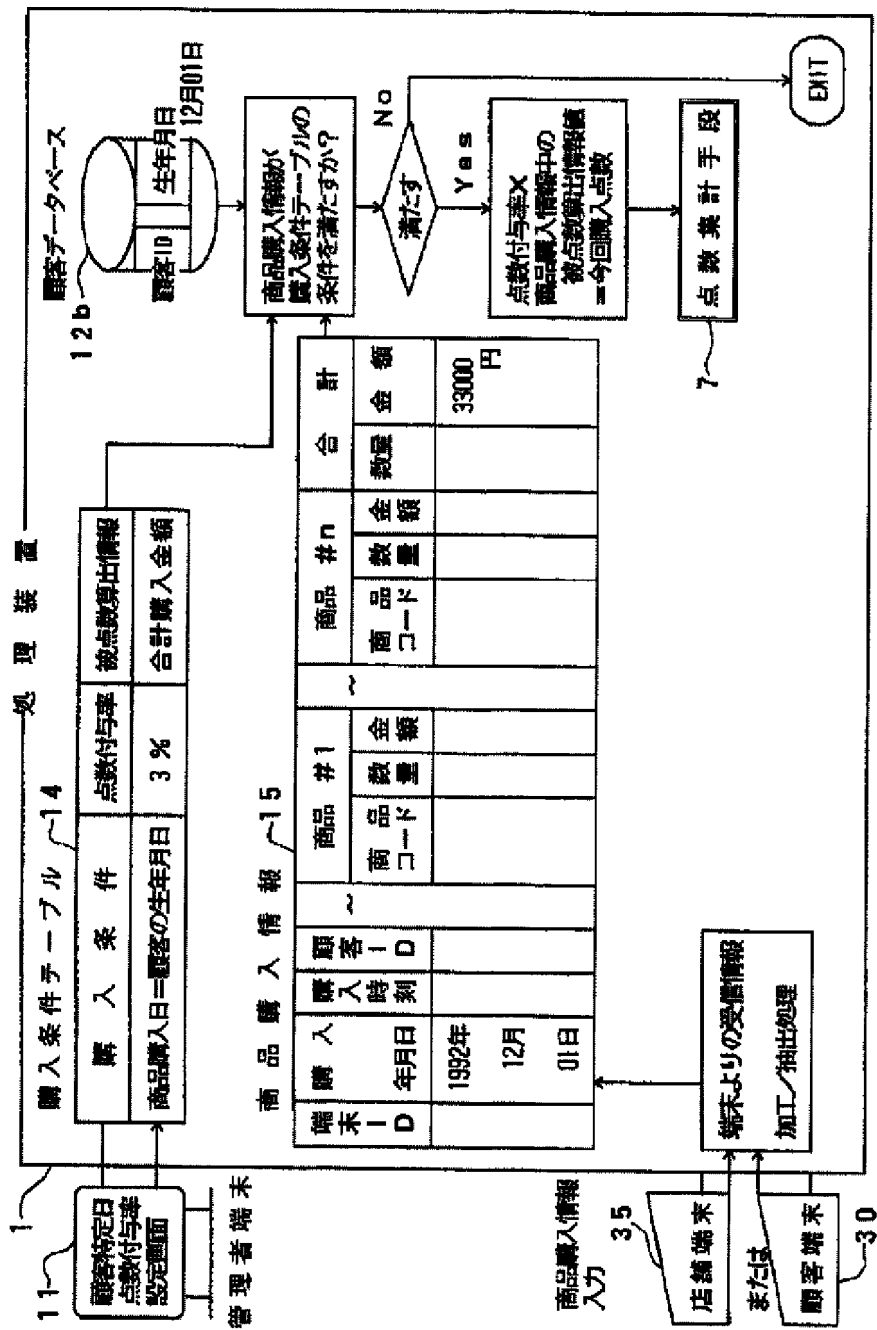 処理装置
1
11
顧客特定日
点数付与率
設定画面
管理者端末
購入条件テーブル 14
購入条件 点数付与率 被点数算出情報
商品購入日＝顧客の生年月日 3% 合計購入金額
顧客データベース
12b
顧客ID 生年月日
12月01日
商品購入情報 15
端末ID 購入年月日 購入時刻 顧客ID ～ 商品 #1 ～ 商品 #n 合計
商品コード 数量 金額 商品コード 数量 金額 数量 金額
1992年 33000
12月 円
01日
商品購入情報が
購入条件テーブルの
条件を満たすか？
満たす
No
Yes
点数付与率×
商品購入情報中の
被点数算出情報値
＝今回購入点数
点数集計手段
7
EXIT
商品購入情報
入力
35
店舗端末
または
顧客端末
30
端末よりの受信情報
加工／抽出処理